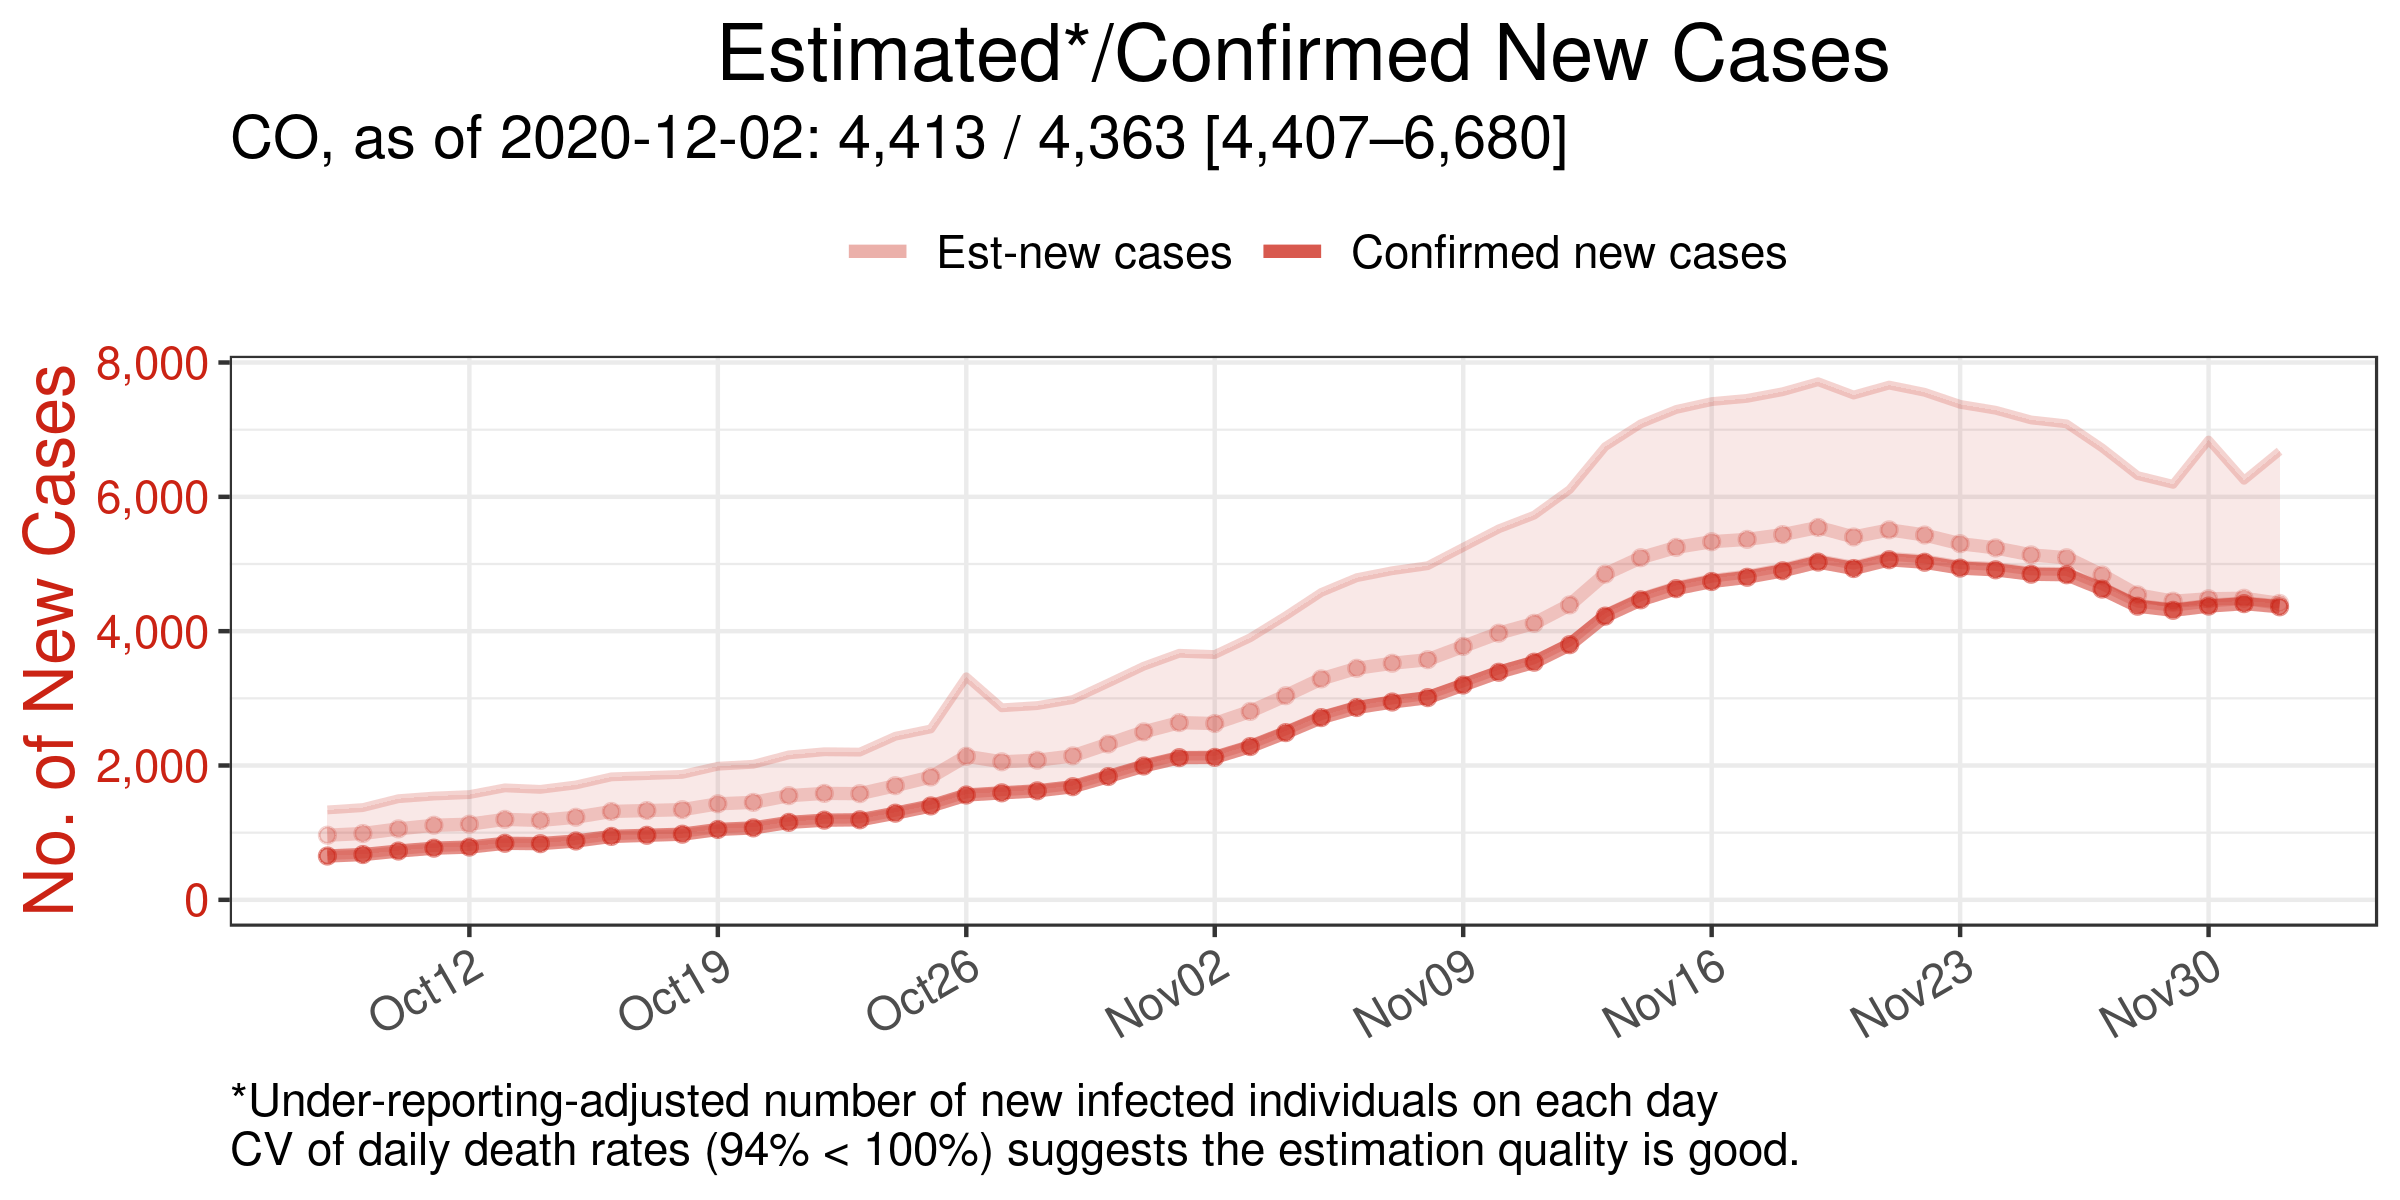 Estimated*/Confirmed New Cases
CO, as of 2020-12-02: 4,413 / 4,363 [4,407–6,680]
Est-new cases Confirmed new cases
No. of New Cases
8,000
6,000
4,000
2,000
0
Oct12 Oct19 Oct26 Nov02 Nov09 Nov16 Nov23 Nov30
*Under-reporting-adjusted number of new infected individuals on each day
CV of daily death rates (94% < 100%) suggests the estimation quality is good.